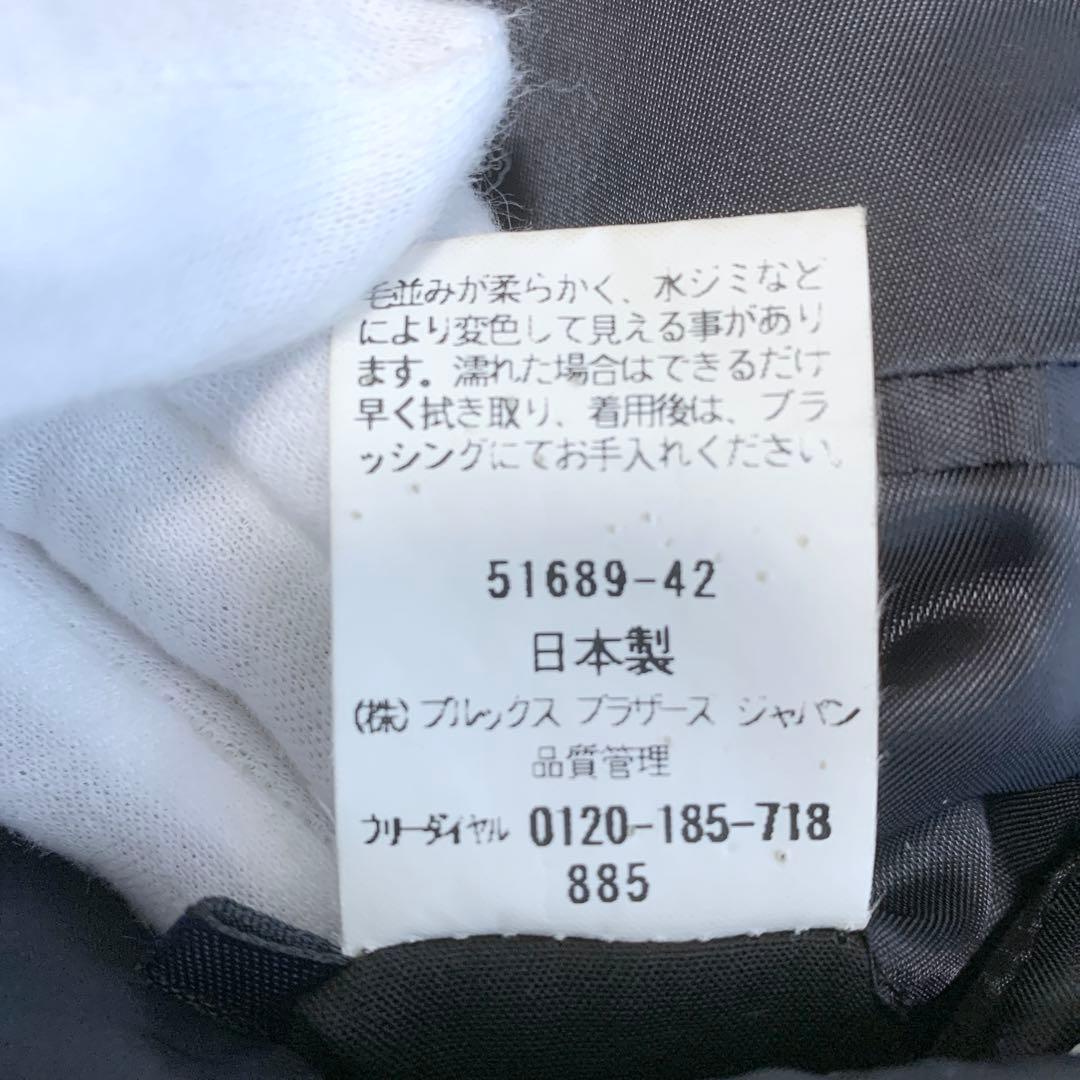 毛並みが柔らかく、水ジミなど
により変色して見える事があり
ます。濡れた場合はできるだけ
早く拭き取り、着用後は、ブラ
ッシングにてお手入れください。
51689-42
日本製
(株)ブルックス ブラザース ジャパン
品質管理
フリーダイヤル 0120-185-718
885